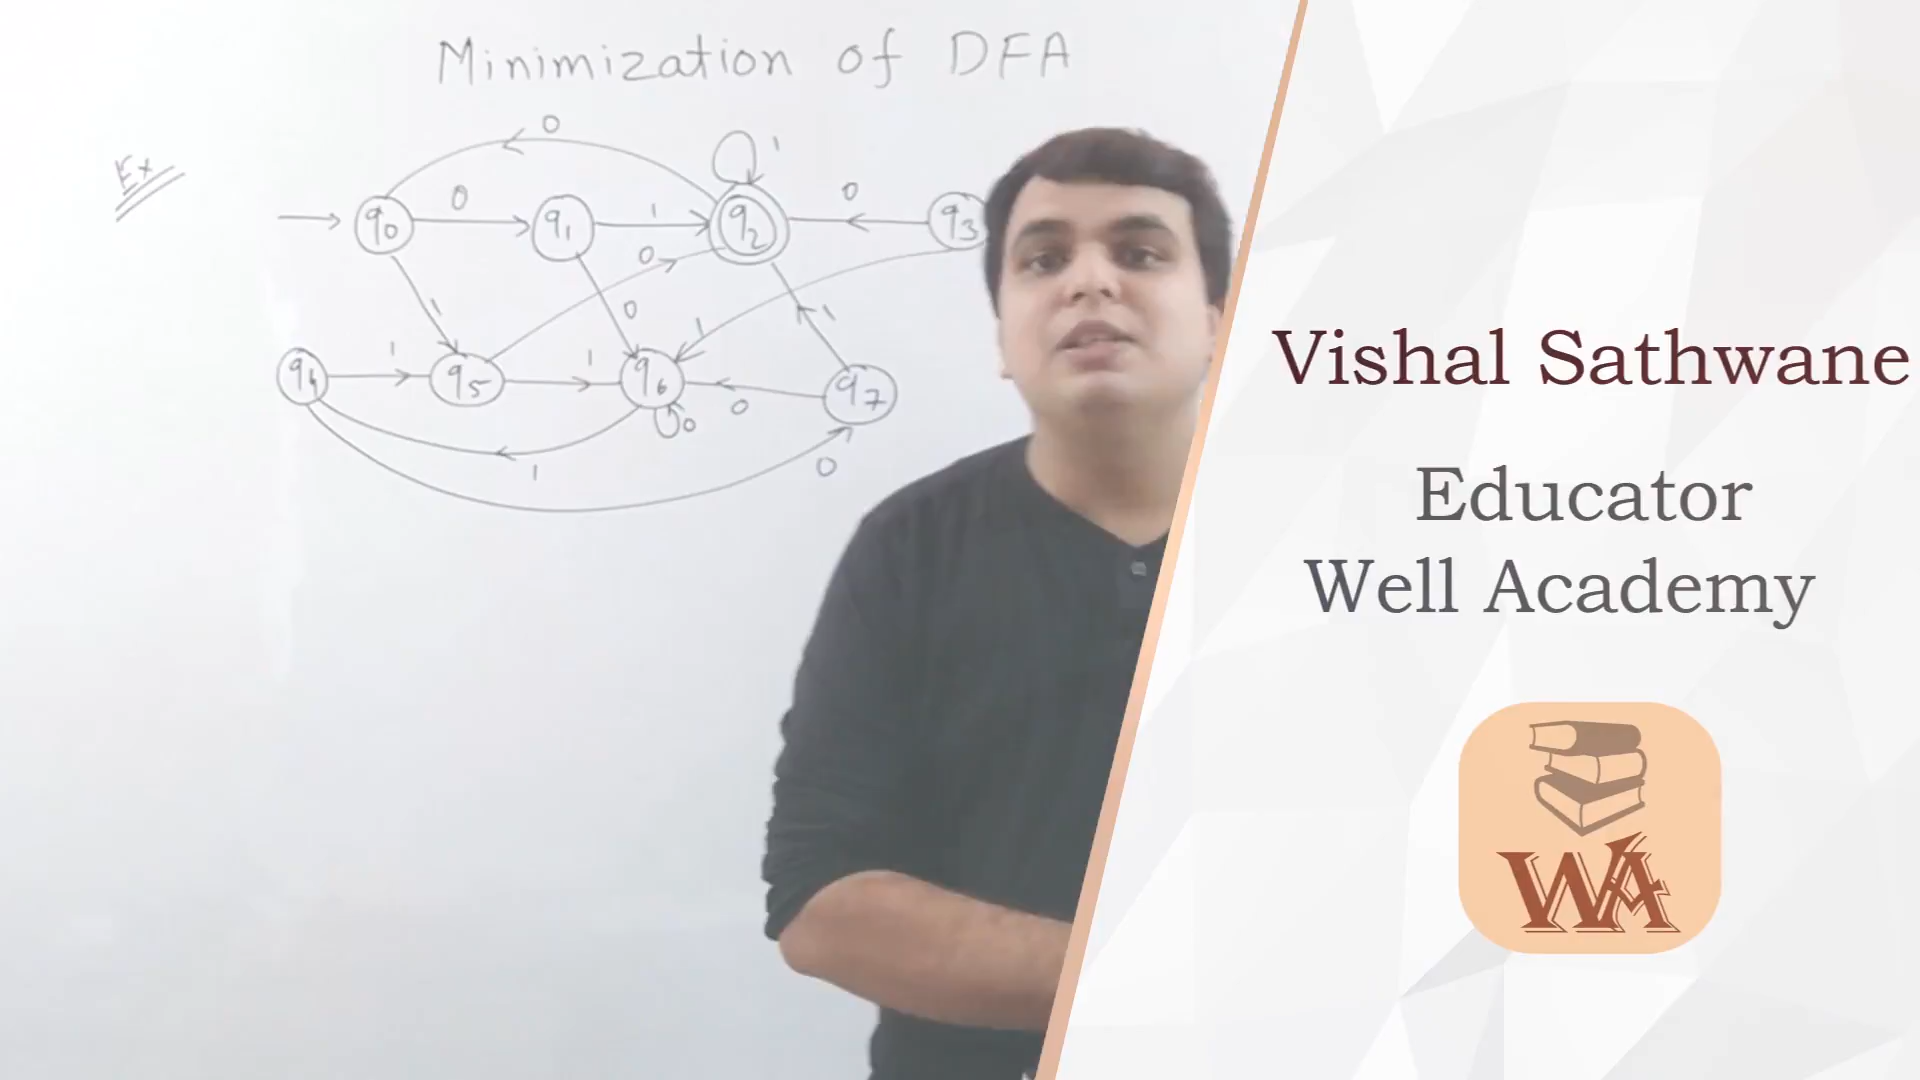 Minimization of DFA
Ex
0
1
q0
0
q1
1
q2
0
q3
0
1
0
1
1
q4
1
q5
1
q6
0
q7
0
1
0
Vishal Sathwane
Educator
Well Academy
WA